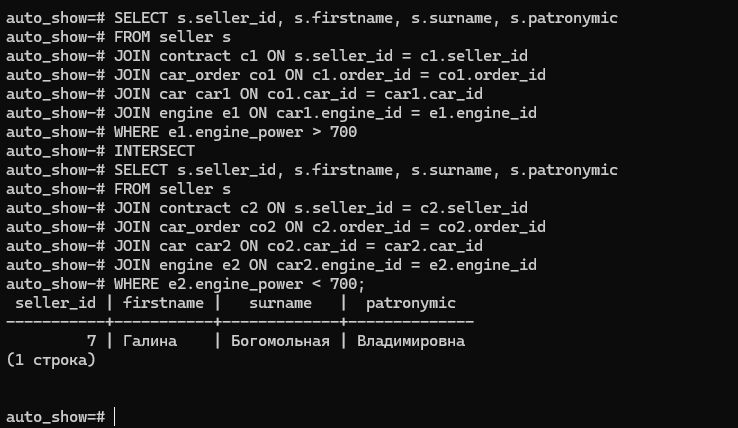 auto_show=# SELECT s.seller_id, s.firstname, s.surname, s.patronymic
auto_show-# FROM seller s
auto_show-# JOIN contract c1 ON s.seller_id = c1.seller_id
auto_show-# JOIN car_order co1 ON c1.order_id = co1.order_id
auto_show-# JOIN car car1 ON co1.car_id = car1.car_id
auto_show-# JOIN engine e1 ON car1.engine_id = e1.engine_id
auto_show-# WHERE e1.engine_power > 700
auto_show-# INTERSECT
auto_show-# SELECT s.seller_id, s.firstname, s.surname, s.patronymic
auto_show-# FROM seller s
auto_show-# JOIN contract c2 ON s.seller_id = c2.seller_id
auto_show-# JOIN car_order co2 ON c2.order_id = co2.order_id
auto_show-# JOIN car car2 ON co2.car_id = car2.car_id
auto_show-# JOIN engine e2 ON car2.engine_id = e2.engine_id
auto_show-# WHERE e2.engine_power < 700;
 seller_id | firstname |   surname   |  patronymic
-----------+-----------+-------------+--------------
         7 | Галина    | Богомольная | Владимировна
(1 строка)
auto_show=#